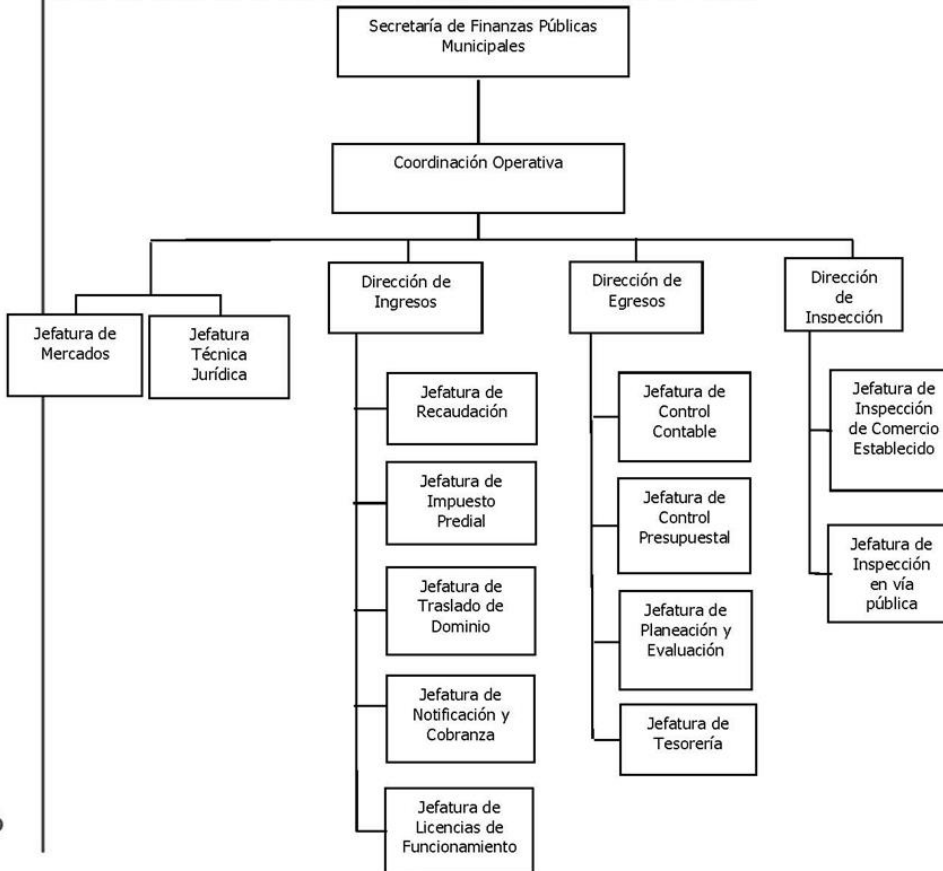 Secretaría de Finanzas Públicas
Municipales
Coordinación Operativa
Jefatura de
Mercados
Jefatura
Técnica
Jurídica
Dirección de
Ingresos
Jefatura de
Recaudación
Jefatura de
Impuesto
Predial
Jefatura de
Traslado de
Dominio
Jefatura de
Notificación y
Cobranza
Jefatura de
Licencias de
Funcionamiento
Dirección de
Egresos
Jefatura de
Control
Contable
Jefatura de
Control
Presupuestal
Jefatura de
Planeación y
Evaluación
Jefatura de
Tesorería
Dirección
de
Inspección
Jefatura de
Inspección
de Comercio
Establecido
Jefatura de
Inspección
en vía
pública